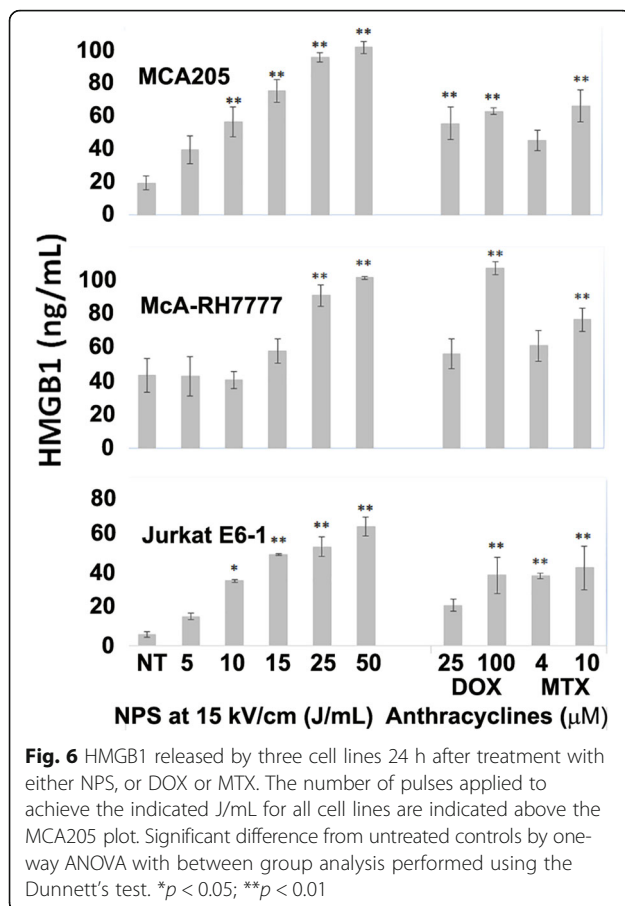 100
80
60
40
20
0
MCA205
** ** ** ** ** ** **
HMGB1 (ng/mL)
100
80
60
40
20
0
McA-RH7777
** ** ** **
80
60
40
20
0
Jurkat E6-1
* ** ** ** ** ** **
NT 5 10 15 25 50 25 100 4 10
DOX MTX
NPS at 15 kV/cm (J/mL) Anthracyclines (μM)
Fig. 6 HMGB1 released by three cell lines 24 h after treatment with
either NPS, or DOX or MTX. The number of pulses applied to
achieve the indicated J/mL for all cell lines are indicated above the
MCA205 plot. Significant difference from untreated controls by one-
way ANOVA with between group analysis performed using the
Dunnett's test. *p < 0.05; **p < 0.01